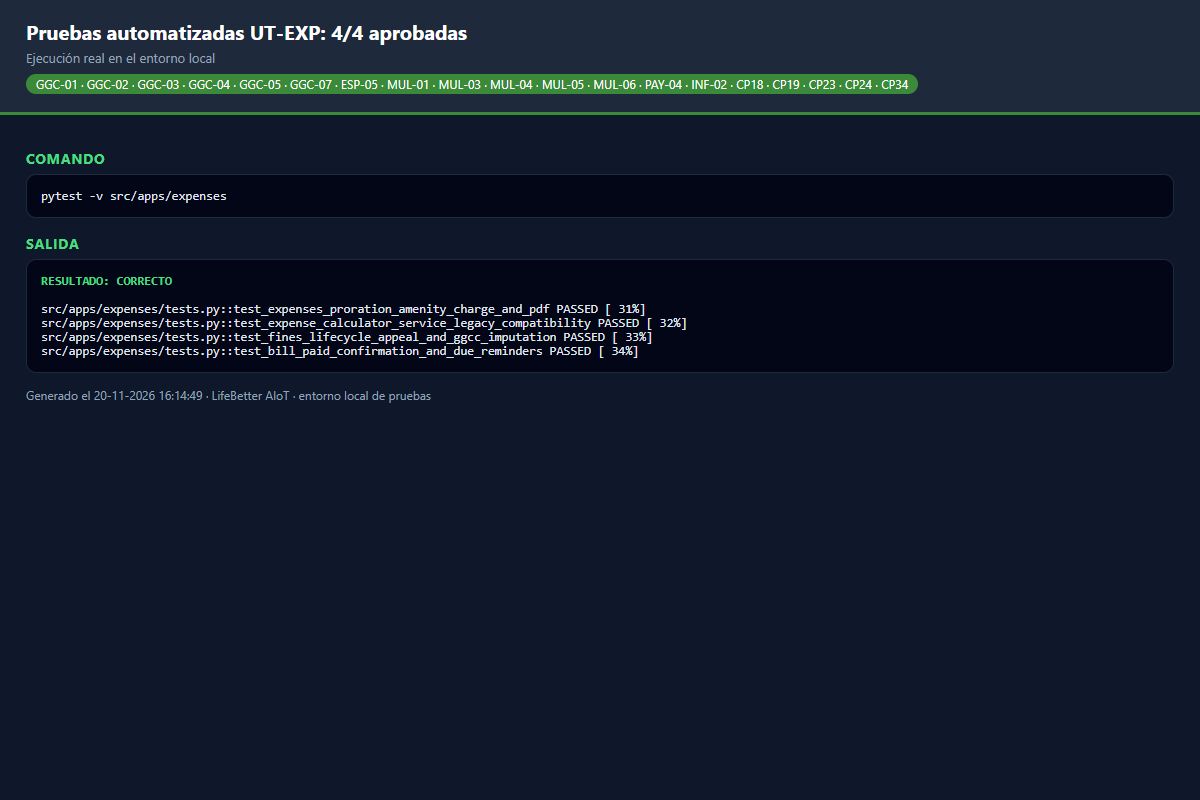 Pruebas automatizadas UT-EXP: 4/4 aprobadas
Ejecución real en el entorno local
GGC-01 · GGC-02 · GGC-03 · GGC-04 · GGC-05 · GGC-07 · ESP-05 · MUL-01 · MUL-03 · MUL-04 · MUL-05 · MUL-06 · PAY-04 · INF-02 · CP18 · CP19 · CP23 · CP24 · CP34
COMANDO
pytest -v src/apps/expenses
SALIDA
RESULTADO: CORRECTO
src/apps/expenses/tests.py::test_expenses_proration_amenity_charge_and_pdf PASSED [ 31%]
src/apps/expenses/tests.py::test_expense_calculator_service_legacy_compatibility PASSED [ 32%]
src/apps/expenses/tests.py::test_fines_lifecycle_appeal_and_ggcc_imputation PASSED [ 33%]
src/apps/expenses/tests.py::test_bill_paid_confirmation_and_due_reminders PASSED [ 34%]
Generado el 20-11-2026 16:14:49 · LifeBetter AIoT · entorno local de pruebas